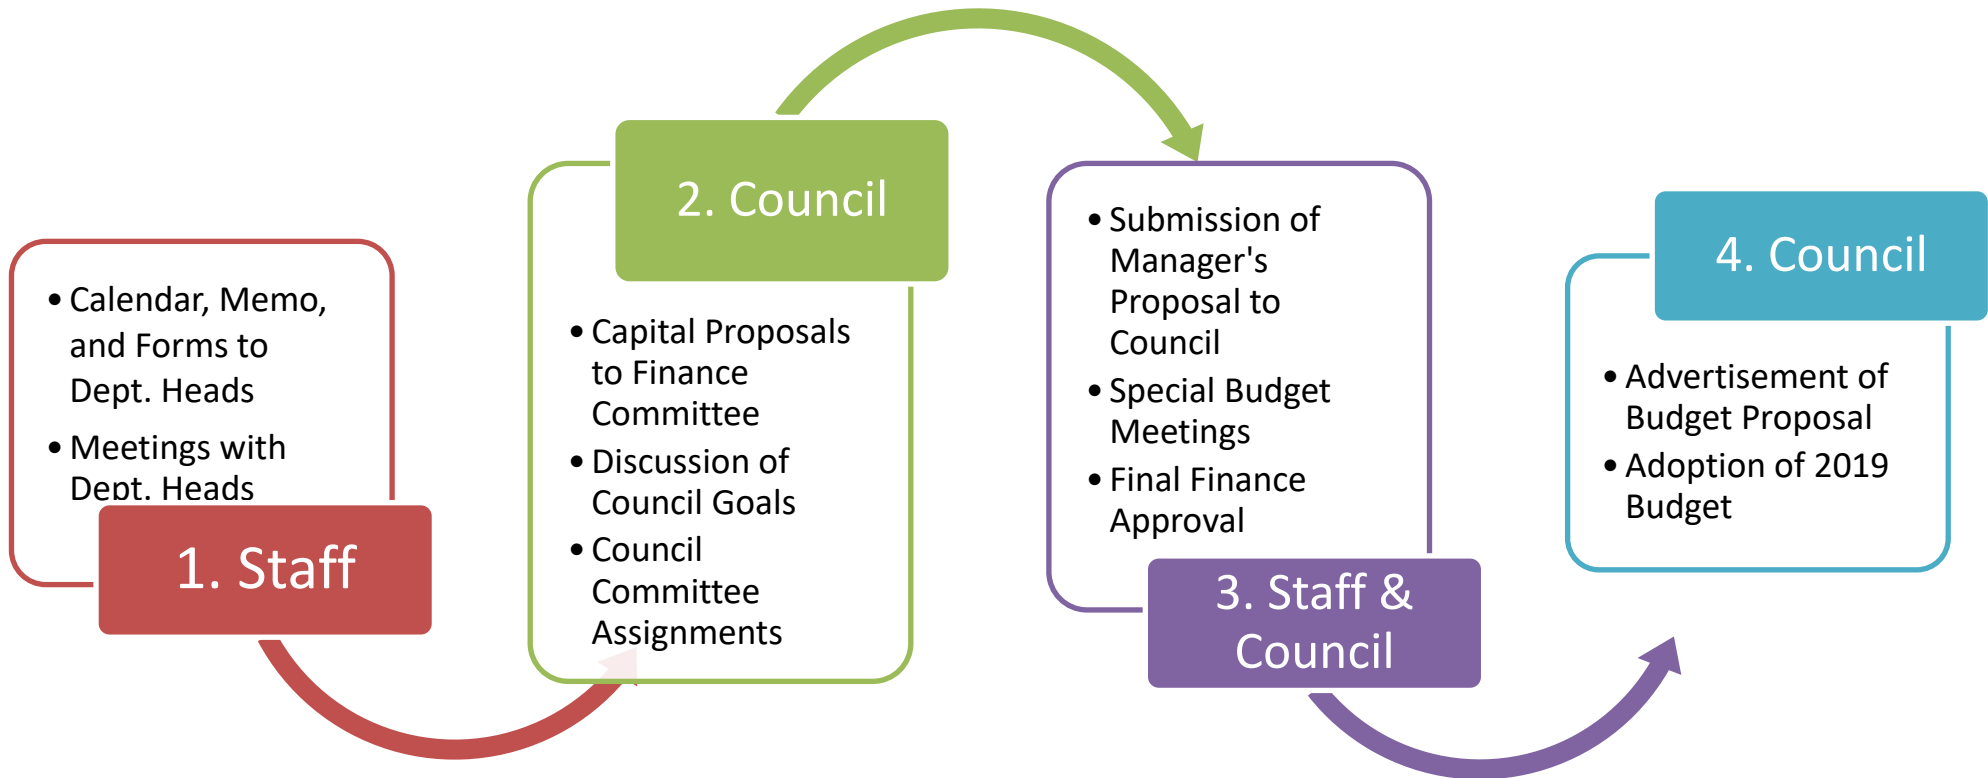 • Calendar, Memo,
and Forms to
Dept. Heads
• Meetings with
Dept. Heads
1. Staff
2. Council
• Capital Proposals
to Finance
Committee
• Discussion of
Council Goals
• Council
Committee
Assignments
• Submission of
Manager's
Proposal to
Council
• Special Budget
Meetings
• Final Finance
Approval
3. Staff &
Council
4. Council
• Advertisement of
Budget Proposal
• Adoption of 2019
Budget